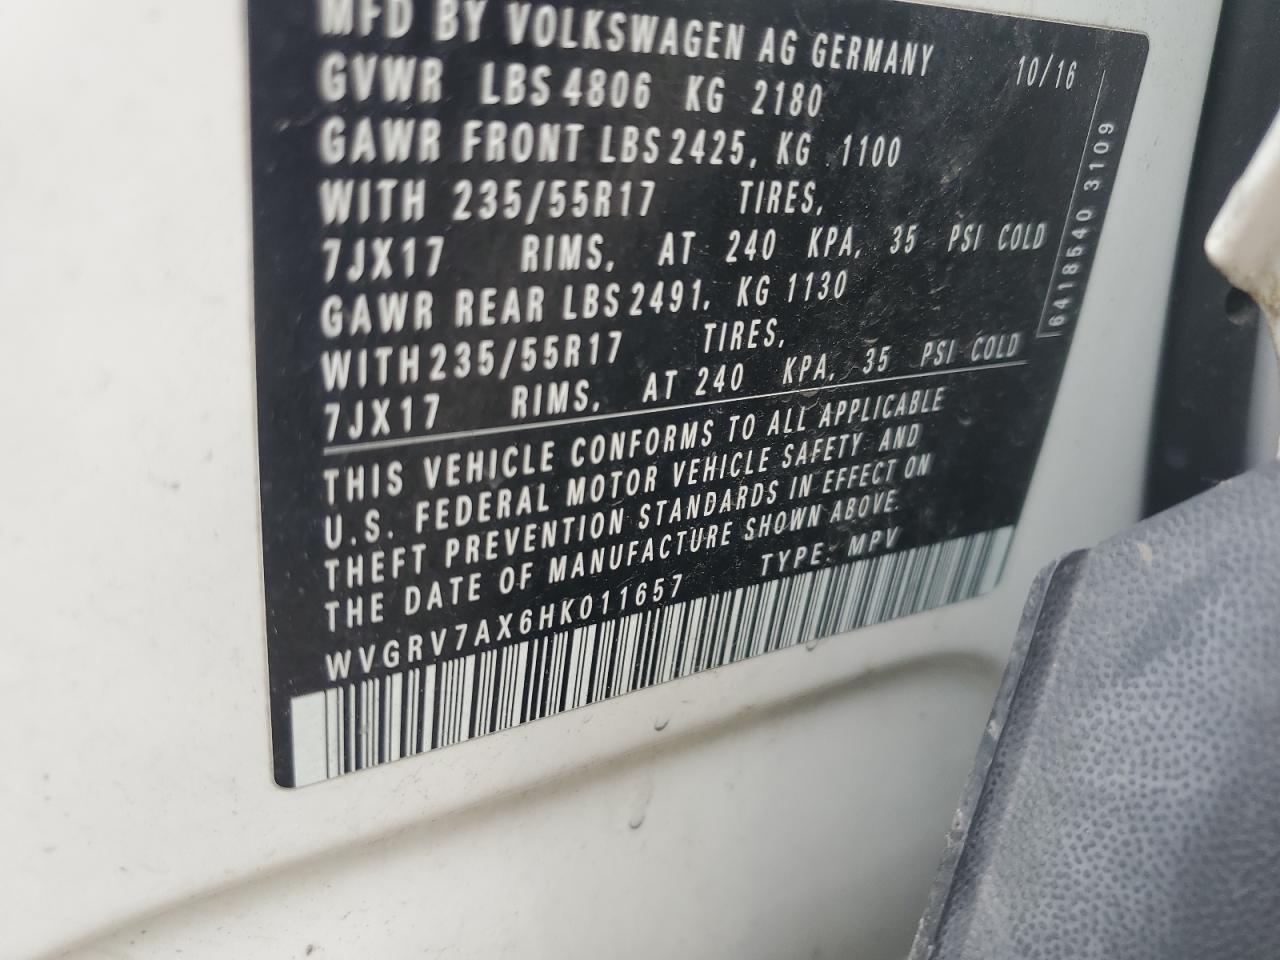 MFD BY VOLKSWAGEN AG GERMANY 10/16
GVWR LBS 4806 KG 2180
GAWR FRONT LBS 2425, KG 1100
WITH 235/55R17 TIRES,
7JX17 RIMS, AT 240 KPA, 35 PSI COLD
GAWR REAR LBS 2491, KG 1130
WITH 235/55R17 TIRES,
7JX17 RIMS, AT 240 KPA, 35 PSI COLD
THIS VEHICLE CONFORMS TO ALL APPLICABLE
U.S. FEDERAL MOTOR VEHICLE SAFETY AND
THEFT PREVENTION STANDARDS IN EFFECT ON
THE DATE OF MANUFACTURE SHOWN ABOVE.
WVGRV7AX6HK011657 TYPE: MPV
6418540 3109